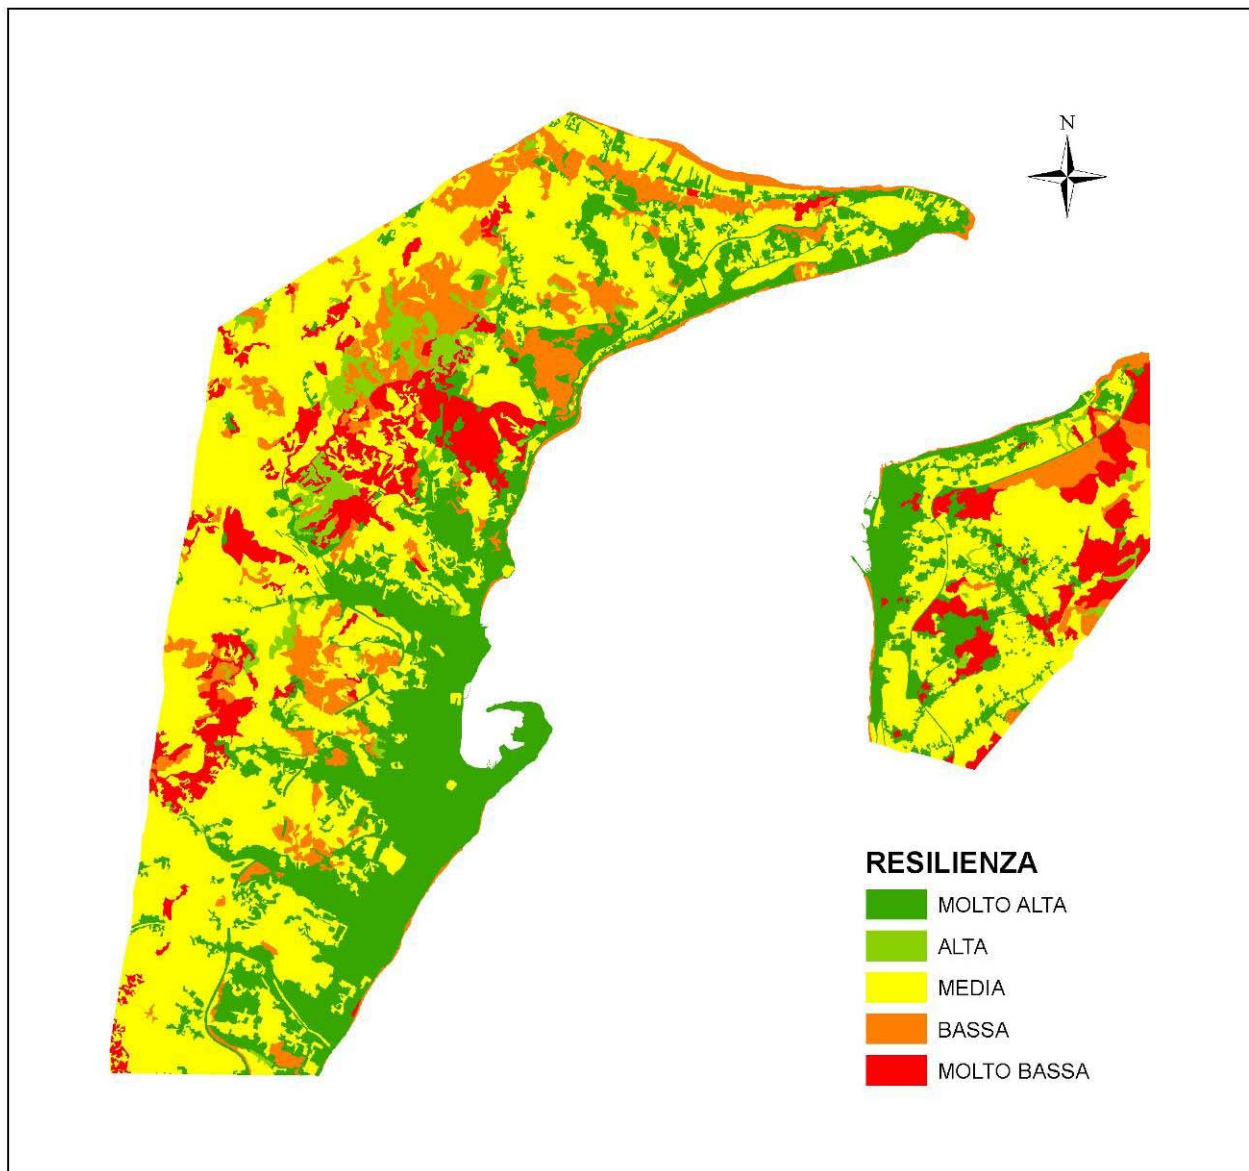 N
RESILIENZA
MOLTO ALTA
ALTA
MEDIA
BASSA
MOLTO BASSA